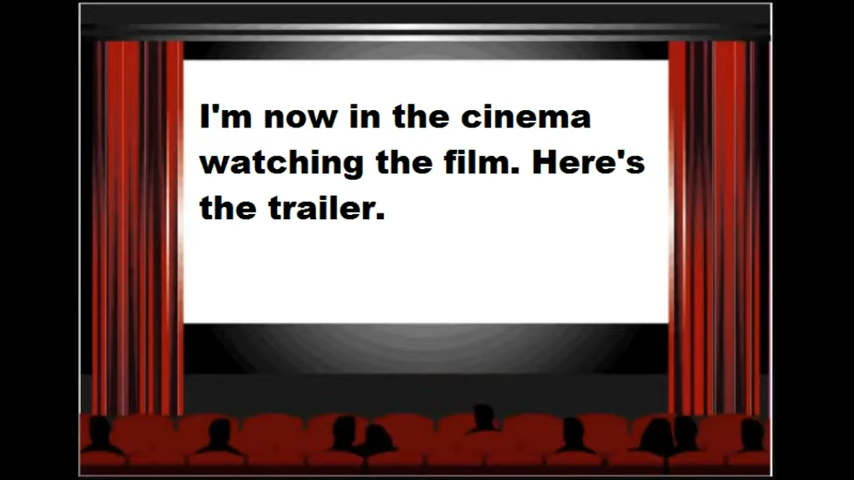 I'm now in the cinema
watching the film. Here's
the trailer.